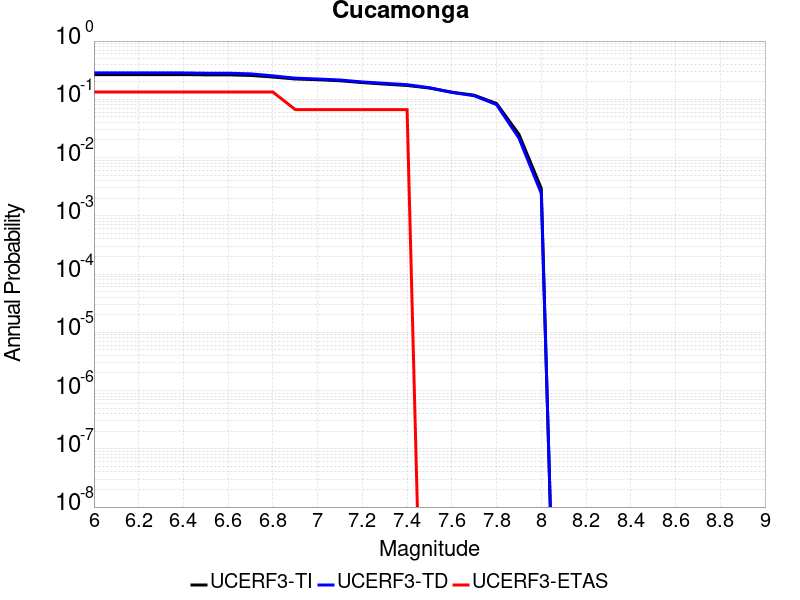 Cucamonga
10^0
10^-1
10^-2
10^-3
10^-4
10^-5
10^-6
10^-7
10^-8
Annual Probability
6 6.2 6.4 6.6 6.8 7 7.2 7.4 7.6 7.8 8 8.2 8.4 8.6 8.8 9
Magnitude
UCERF3-TI UCERF3-TD UCERF3-ETAS